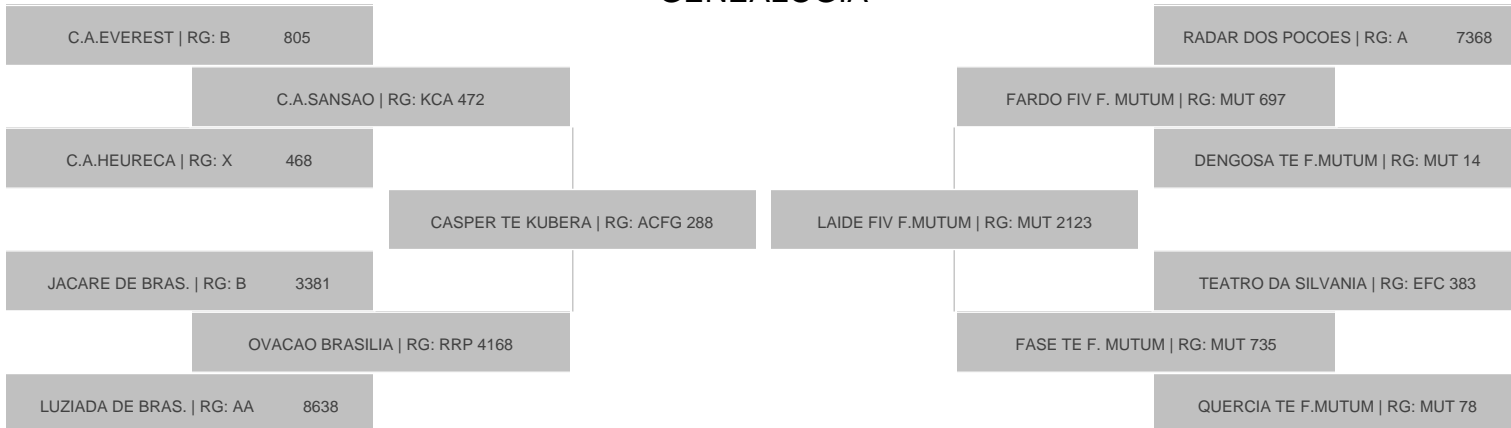 GENEALOGIA
C.A.EVEREST | RG: B 805
RADAR DOS POCOES | RG: A 7368
C.A.SANSAO | RG: KCA 472
FARDO FIV F. MUTUM | RG: MUT 697
C.A.HEURECA | RG: X 468
DENGOSA TE F.MUTUM | RG: MUT 14
CASPER TE KUBERA | RG: ACFG 288
LAIDE FIV F.MUTUM | RG: MUT 2123
JACARE DE BRAS. | RG: B 3381
TEATRO DA SILVANIA | RG: EFC 383
OVACAO BRASILIA | RG: RRP 4168
FASE TE F. MUTUM | RG: MUT 735
LUZIADA DE BRAS. | RG: AA 8638
QUERCIA TE F.MUTUM | RG: MUT 78